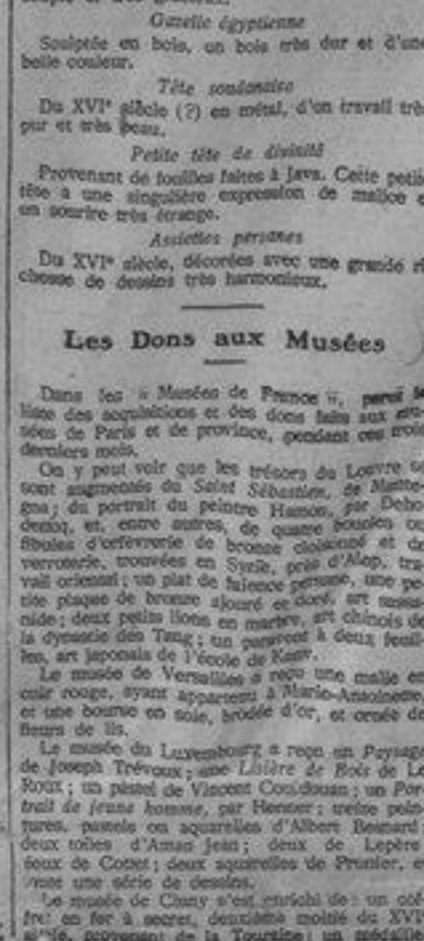 Gazelle égyptienne
Sculptée en bois, un bois très dur et d'une
belle couleur.
Tête soudanaise
Du XVIe siècle (?) en métal, d'un travail trè
pur et très beau.
Petite tête de divinité
Provenant de fouilles faites à Java. Cette petit
tête a une singulière expression de malice e
un sourire très étrange.
Assiettes persanes
Du XVIe siècle, décorées avec une grande ri
chesse de dessins très harmonieux.
Les Dons aux Musées
Dans les « Musées de France », paraî la
liste des acquisitions et des dons faits aux mu-
sées de Paris et de province, pendant ces trois
derniers mois.
On y peut voir que les trésors du Louvre se
sont augmentés du Saint Sébastien, de Mante-
gna; du portrait du peintre Hamon, par Deho-
dencq, et, entre autres, de quatre boucles ou
fibules d'orfèvrerie de bronze cloisonné et de
verroterie, trouvées en Syrie, près d'Alep, tra-
vail oriental; un plat de faïence persane, une pe-
tite plaque de bronze ajouré et doré, art sassa-
nide; deux petits lions en marbre, art chinois de
la dynastie des Tang; un paravent à deux feuil-
les, art japonais de l'école de
Le musée de Versailles a reçu une malle en
cuir rouge, ayant appartenu à Marie-Antoinette,
et une bourse en soie, brodée d'or, et ornée de
fleurs de lis.
Le musée du Luxembourg a reçu un Paysage
de Joseph Trévoux; une Lisière de Bois de Le
Roux; un pastel de Vincent un Por-
trait de jeune homme, par Henner; treize pein-
tures, pastels ou aquarelles d'Albert Besnard;
deux toiles d'Aman Jean; deux de Lepère
deux de Cottet; deux aquarelles de Prunier, e
toute une série de dessins.
Le musée de Cluny s'est enrichi de: un cof-
fret en fer à secret, deuxième moitié du XVIe
siècle, provenant de la Touraine; un médaille